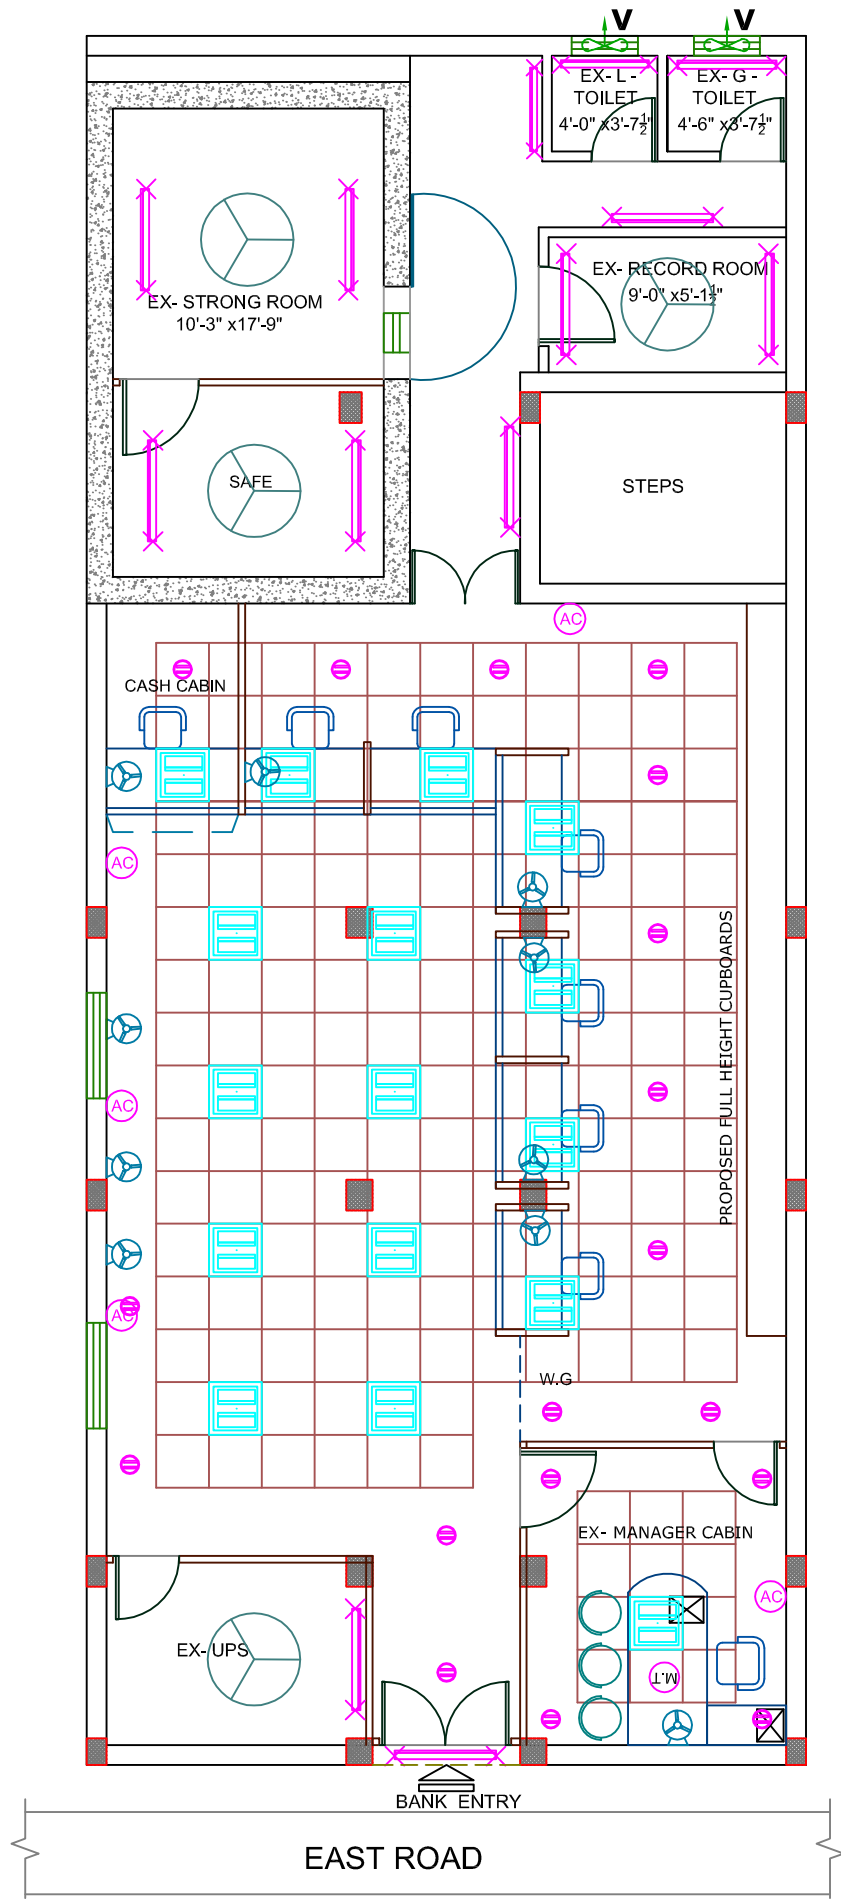 V
V
EX- L -
TOILET
4'-0" x3'-7½"
EX- G -
TOILET
4'-6" x3'-7½"
EX- STRONG ROOM
10'-3" x17'-9"
EX- RECORD ROOM
9'-0" x5'-1½"
SAFE
STEPS
AC
CASH CABIN
AC
PROPOSED FULL HEIGHT CUPBOARDS
AC
AC
W.G
EX- MANAGER CABIN
AC
EX- UPS
M.T
BANK ENTRY
EAST ROAD